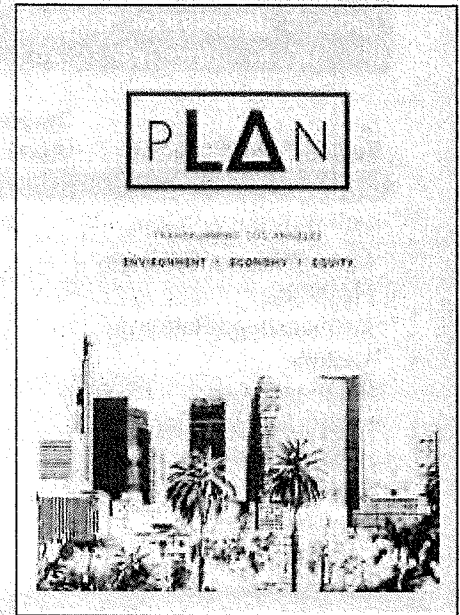 PLAN
TRANSFORMING LOS ANGELES
ENVIRONMENT | ECONOMY | EQUITY